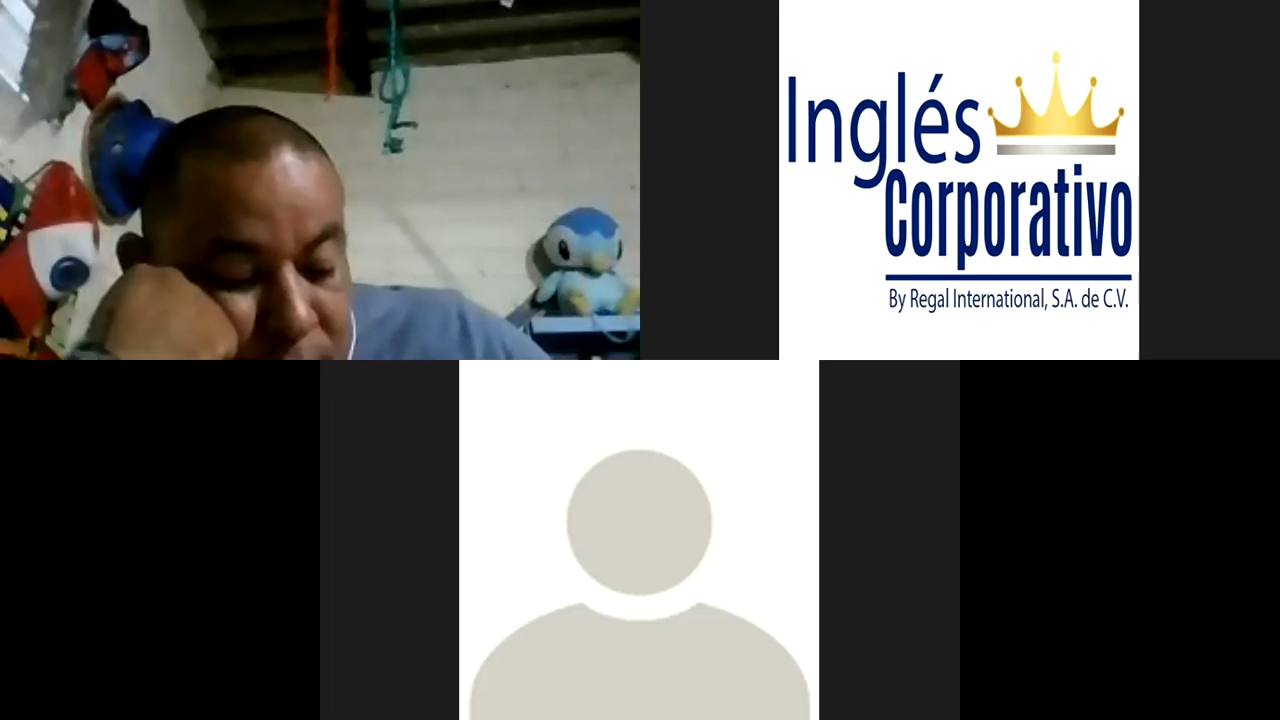 Inglés
Corporativo
By Regal International, S.A. de C.V.